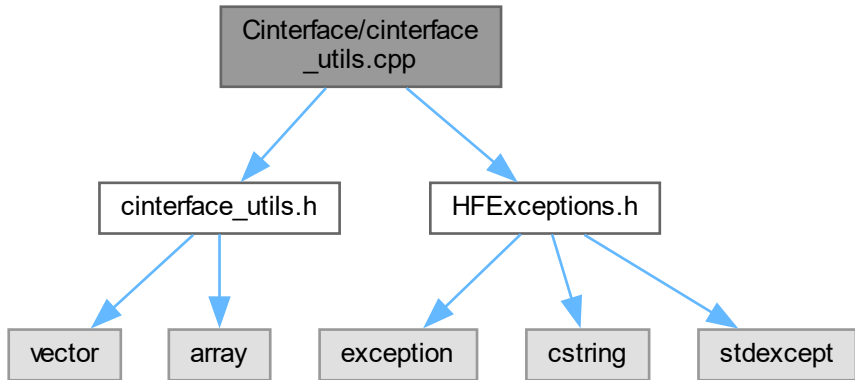 Cinterface/cinterface
_utils.cpp
cinterface_utils.h
HFExceptions.h
vector
array
exception
cstring
stdexcept